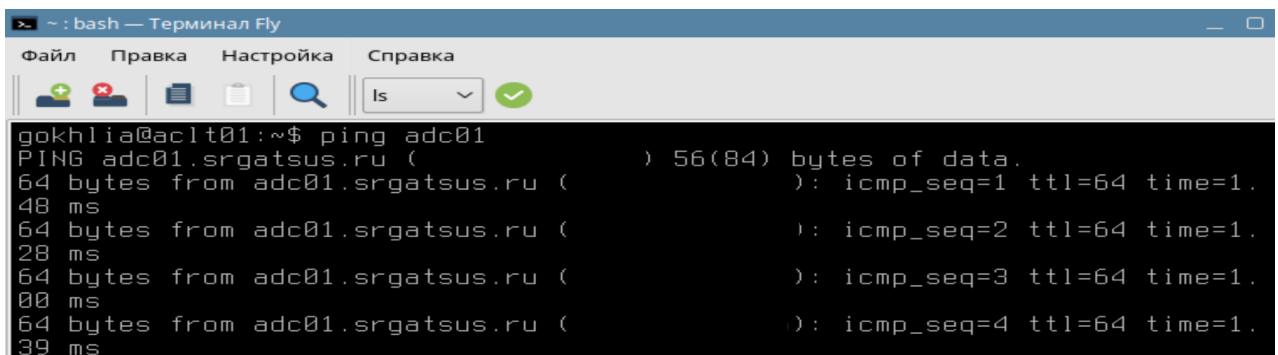 ~ : bash — Терминал Fly
Файл Правка Настройка Справка
ls
gokhlia@aclt01:~$ ping adc01
PING adc01.srgatsus.ru ( ) 56(84) bytes of data.
64 bytes from adc01.srgatsus.ru ( ): icmp_seq=1 ttl=64 time=1.
48 ms
64 bytes from adc01.srgatsus.ru ( ): icmp_seq=2 ttl=64 time=1.
28 ms
64 bytes from adc01.srgatsus.ru ( ): icmp_seq=3 ttl=64 time=1.
00 ms
64 bytes from adc01.srgatsus.ru ( ): icmp_seq=4 ttl=64 time=1.
39 ms